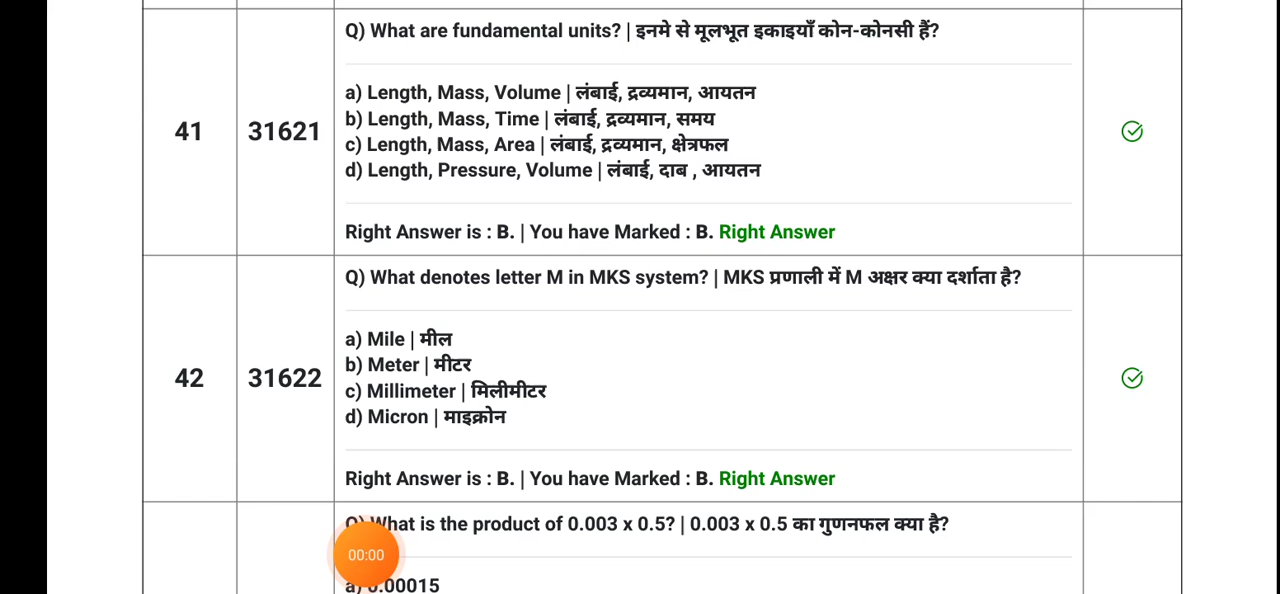 41
31621
Q) What are fundamental units? | इनमे से मूलभूत इकाइयाँ कोन-कोनसी हैं?
a) Length, Mass, Volume | लंबाई, द्रव्यमान, आयतन
b) Length, Mass, Time | लंबाई, द्रव्यमान, समय
c) Length, Mass, Area | लंबाई, द्रव्यमान, क्षेत्रफल
d) Length, Pressure, Volume | लंबाई, दाब , आयतन
Right Answer is : B. | You have Marked : B. Right Answer
42
31622
Q) What denotes letter M in MKS system? | MKS प्रणाली में M अक्षर क्या दर्शाता है?
a) Mile | मील
b) Meter | मीटर
c) Millimeter | मिलीमीटर
d) Micron | माइक्रोन
Right Answer is : B. | You have Marked : B. Right Answer
Q) What is the product of 0.003 x 0.5? | 0.003 x 0.5 का गुणनफल क्या है?
00:00
a) 0.00015